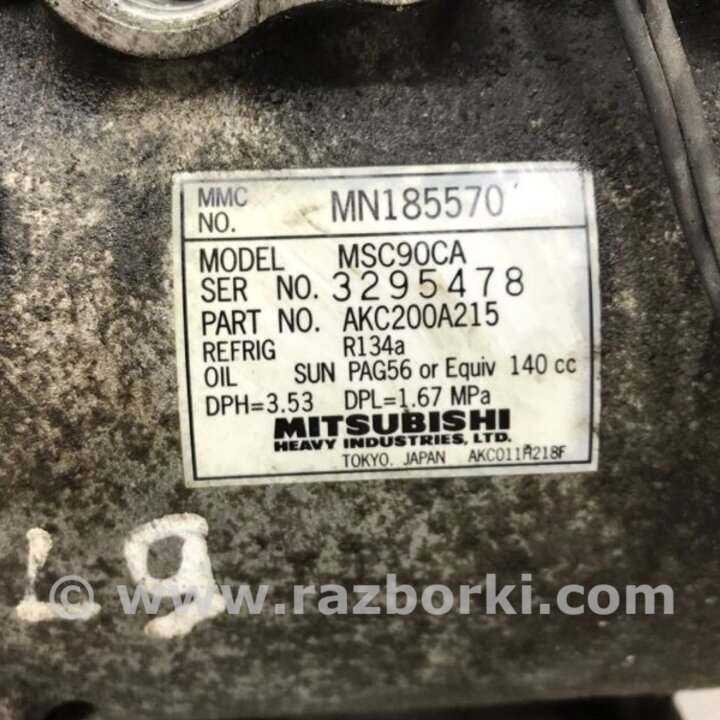 MMC NO. MN185570
MODEL MSC90CA
SER NO. 3295478
PART NO. AKC200A215
REFRIG R134a
OIL SUN PAG56 or Equiv 140 cc
DPH=3.53 DPL=1.67 MPa
MITSUBISHI
HEAVY INDUSTRIES, LTD.
TOKYO. JAPAN AKC011A218F
© www.razborki.com